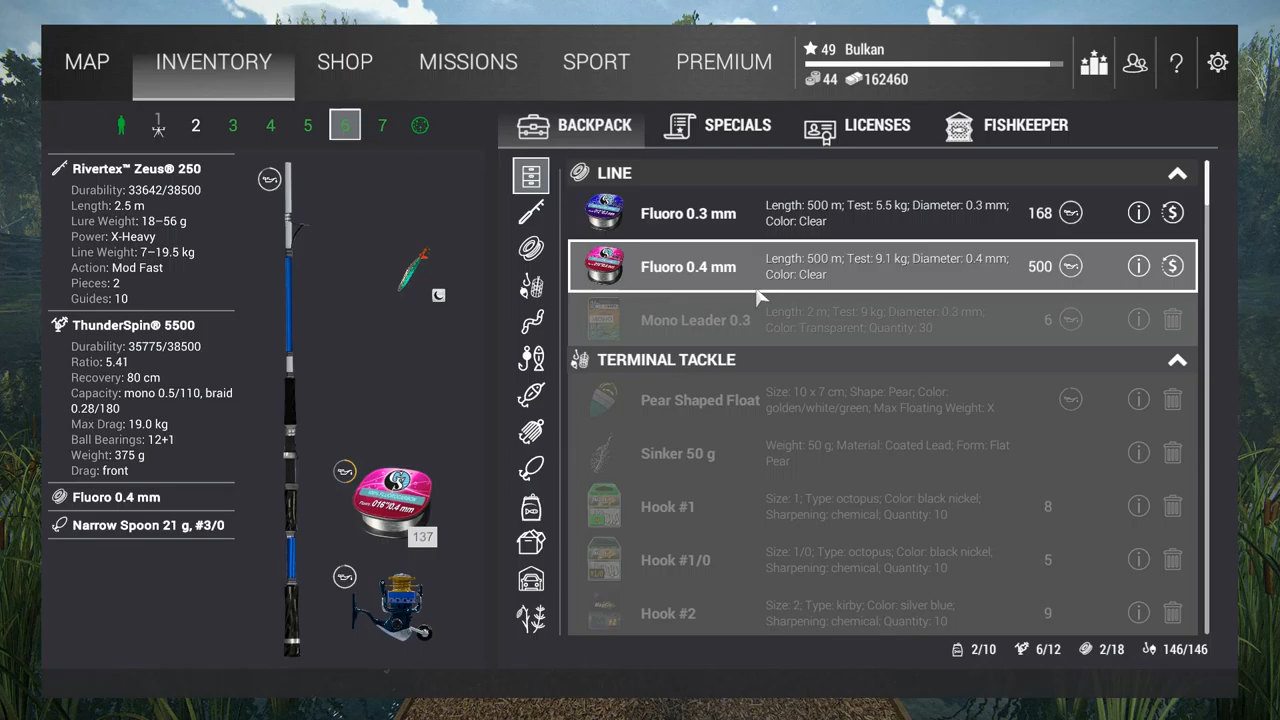 MAP
INVENTORY
SHOP
MISSIONS
SPORT
PREMIUM
49 Bulkan
44 162460
?
1
2
3
4
5
6
7
BACKPACK
SPECIALS
LICENSES
FISHKEEPER
Rivertex™ Zeus® 250
Durability: 33642/38500
Length: 2.5 m
Lure Weight: 18–56 g
Power: X-Heavy
Line Weight: 7–19.5 kg
Action: Mod Fast
Pieces: 2
Guides: 10
ThunderSpin® 5500
Durability: 35775/38500
Ratio: 5.41
Recovery: 80 cm
Capacity: mono 0.5/110, braid
0.28/180
Max Drag: 19.0 kg
Ball Bearings: 12+1
Weight: 375 g
Drag: front
Fluoro 0.4 mm
Narrow Spoon 21 g, #3/0
016"0.4 mm
137
LINE
Fluoro 0.3 mm
Length: 500 m; Test: 5.5 kg; Diameter: 0.3 mm;
Color: Clear
168
Fluoro 0.4 mm
Length: 500 m; Test: 9.1 kg; Diameter: 0.4 mm;
Color: Clear
500
Mono Leader 0.3
Length: 2 m; Test: 9 kg; Diameter: 0.3 mm;
Color: Transparent; Quantity: 30
6
TERMINAL TACKLE
Pear Shaped Float
Size: 10 x 7 cm; Shape: Pear; Color:
golden/white/green; Max Floating Weight: X
Sinker 50 g
Weight: 50 g; Material: Coated Lead; Form: Flat
Pear
Hook #1
Size: 1; Type: octopus; Color: black nickel;
Sharpening: chemical; Quantity: 10
8
Hook #1/0
Size: 1/0; Type: octopus; Color: black nickel;
Sharpening: chemical; Quantity: 10
5
Hook #2
Size: 2; Type: kirby; Color: silver blue;
Sharpening: chemical; Quantity: 10
9
2/10
6/12
2/18
146/146